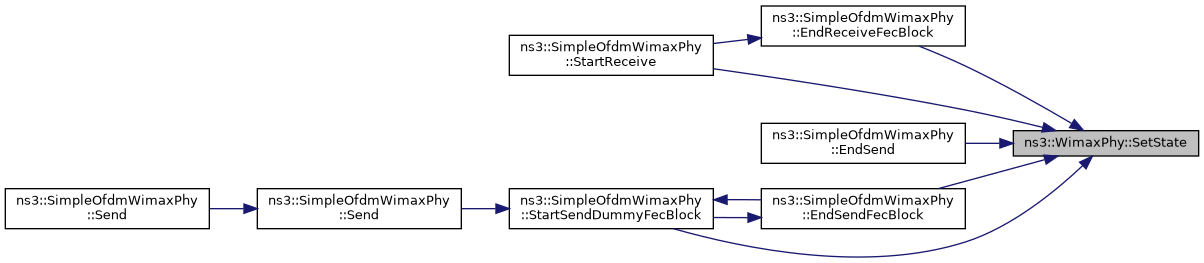 ns3::SimpleOfdmWimaxPhy
::EndReceiveFecBlock
ns3::SimpleOfdmWimaxPhy
::StartReceive
ns3::SimpleOfdmWimaxPhy
::EndSend
ns3::WimaxPhy::SetState
ns3::SimpleOfdmWimaxPhy
::Send
ns3::SimpleOfdmWimaxPhy
::Send
ns3::SimpleOfdmWimaxPhy
::StartSendDummyFecBlock
ns3::SimpleOfdmWimaxPhy
::EndSendFecBlock